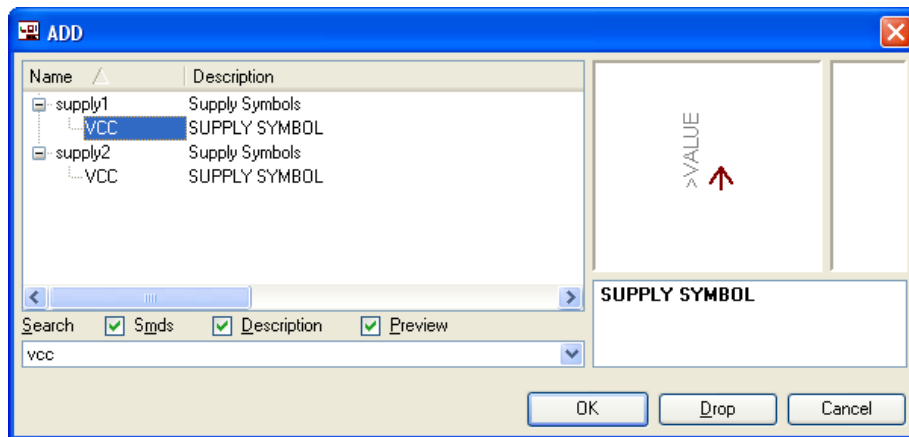 ADD
Name Description
supply1 Supply Symbols
VCC SUPPLY SYMBOL
supply2 Supply Symbols
VCC SUPPLY SYMBOL
>VALUE
SUPPLY SYMBOL
Search Smds Description Preview
vcc
OK Drop Cancel